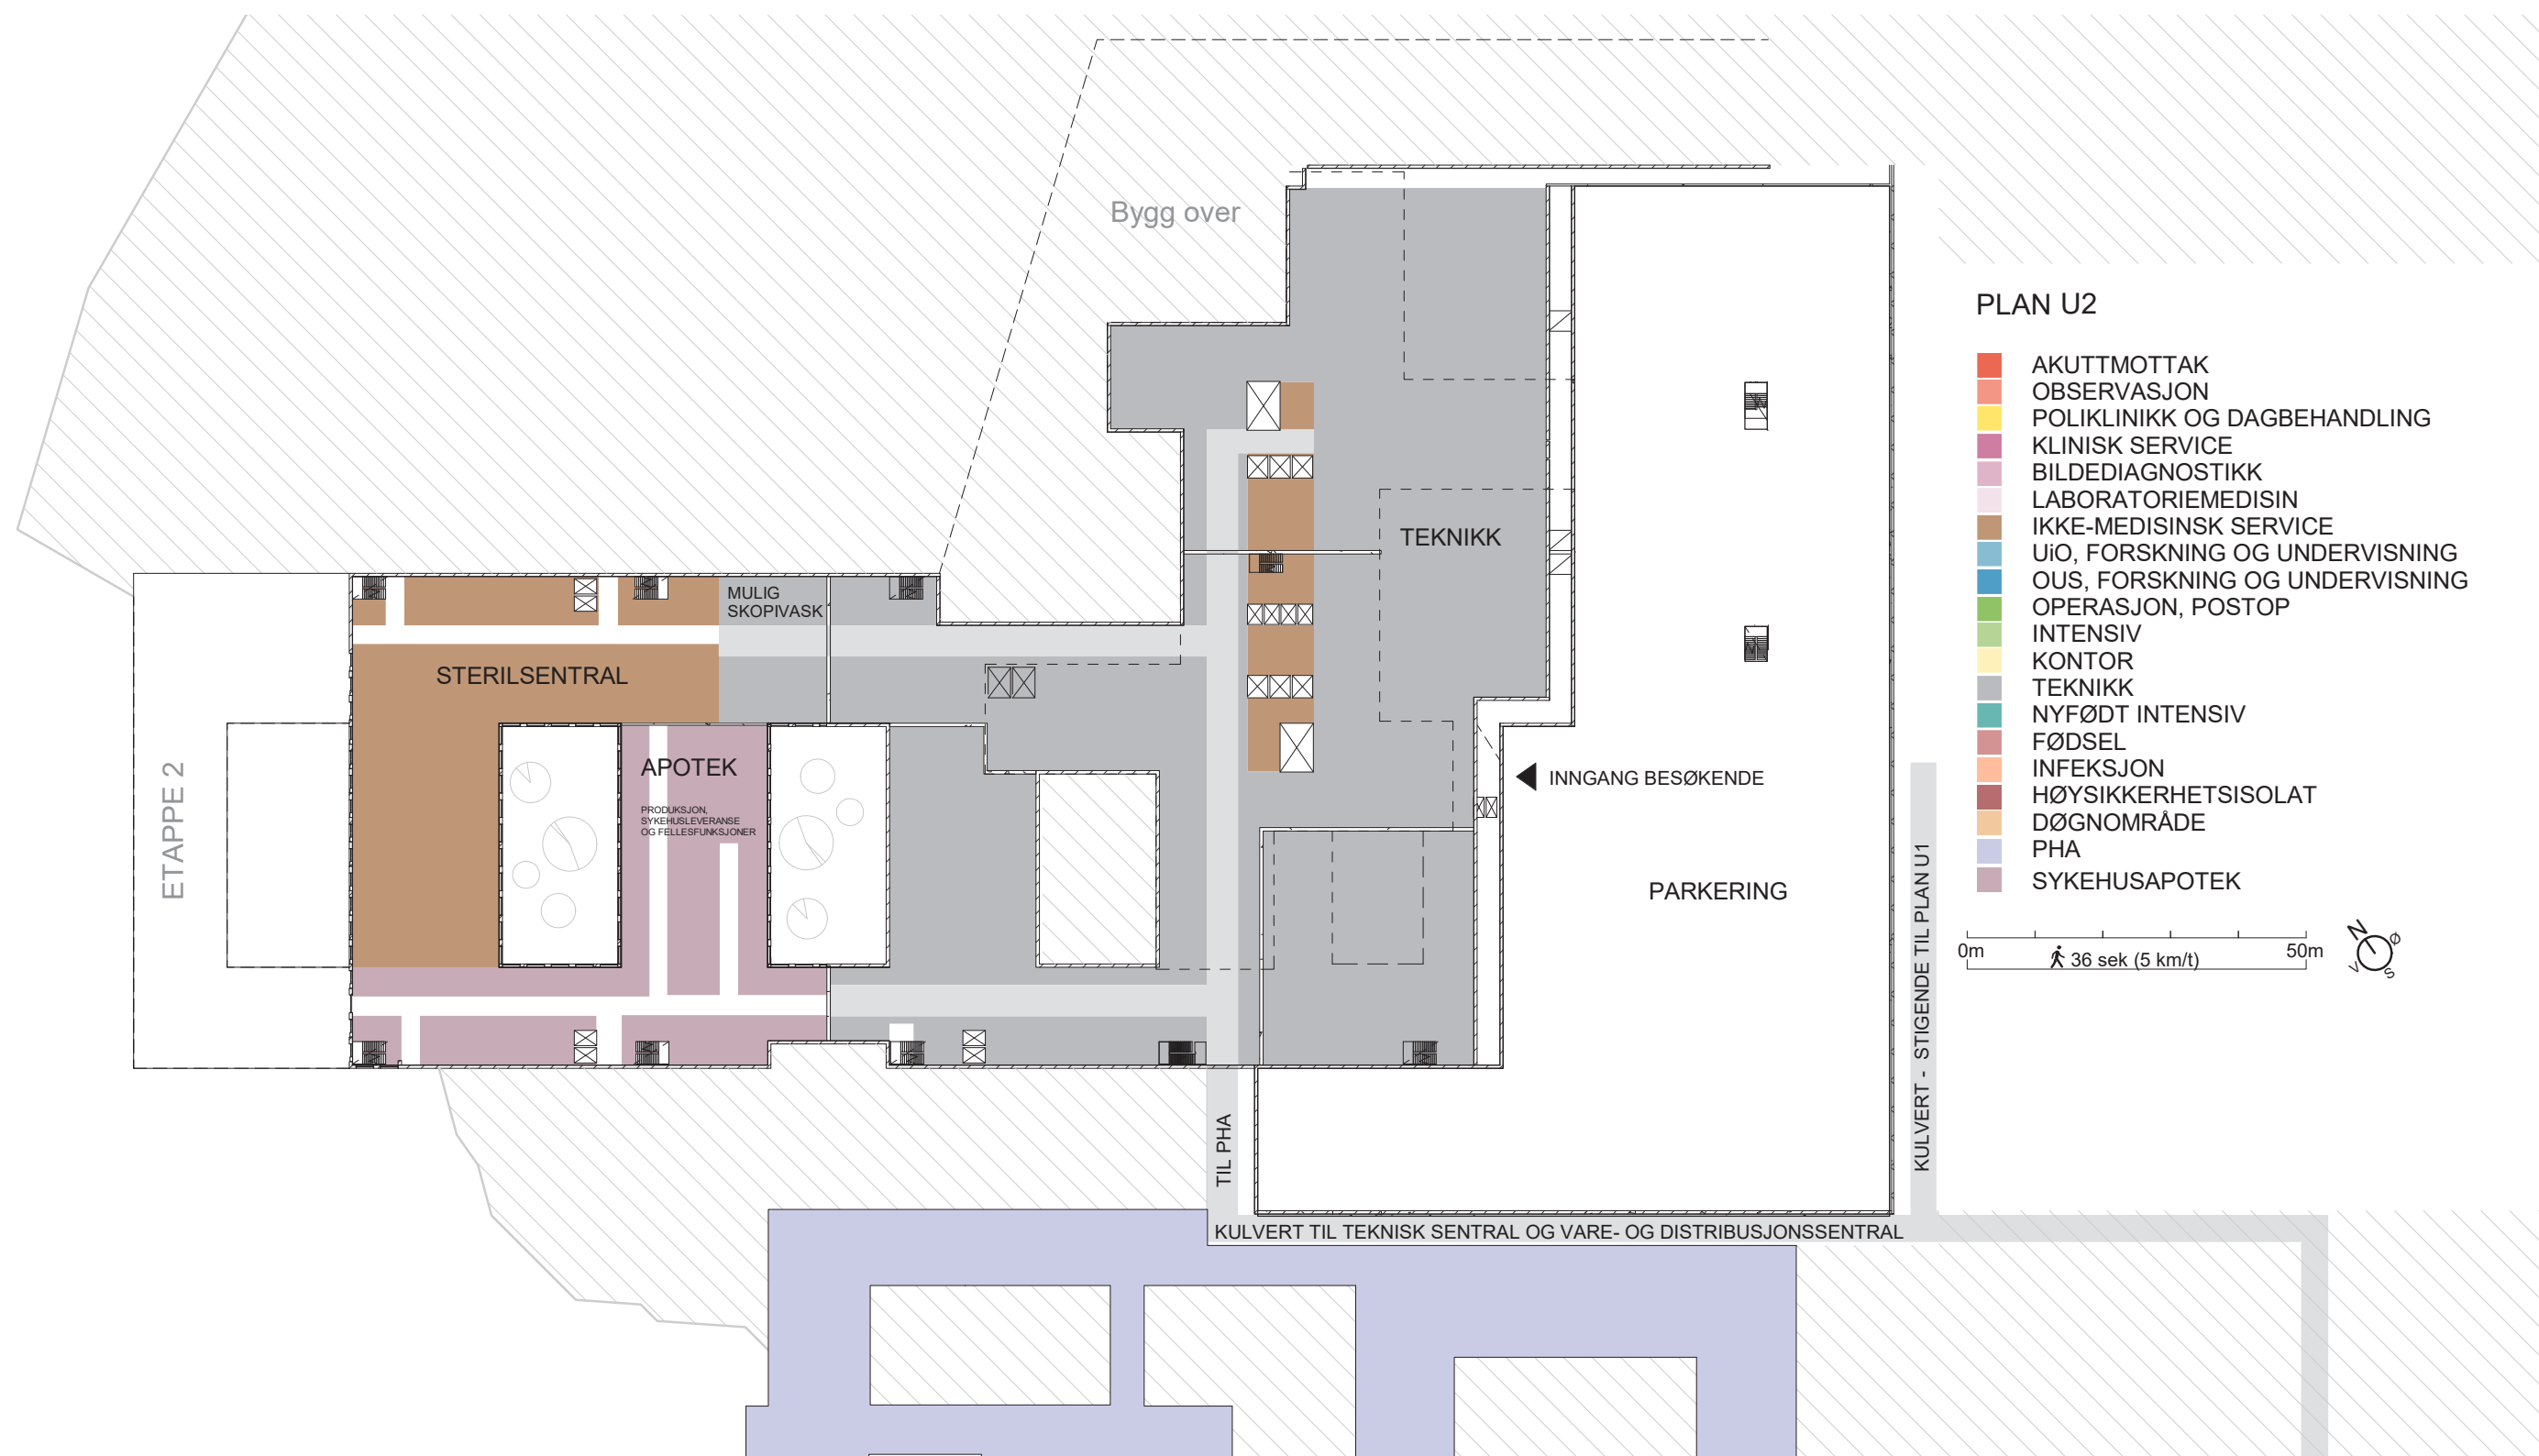 Bygg over
PLAN U2
AKUTTMOTTAK
OBSERVASJON
POLIKLINIKK OG DAGBEHANDLING
KLINISK SERVICE
BILDEDIAGNOSTIKK
LABORATORIEMEDISIN
IKKE-MEDISINSK SERVICE
UiO, FORSKNING OG UNDERVISNING
OUS, FORSKNING OG UNDERVISNING
OPERASJON, POSTOP
INTENSIV
KONTOR
TEKNIKK
NYFØDT INTENSIV
FØDSEL
INFEKSJON
HØYSIKKERHETSISOLAT
DØGNOMRÅDE
PHA
SYKEHUSAPOTEK
0m
50m
36 sek (5 km/t)
N
Ø
V
S
TEKNIKK
MULIG
SKOPIVASK
STERILSENTRAL
APOTEK
PRODUKSJON,
SYKEHUSLEVERANSE
OG FELLESFUNKSJONER
ETAPPE 2
INNGANG BESØKENDE
PARKERING
KULVERT - STIGENDE TIL PLAN U1
TIL PHA
KULVERT TIL TEKNISK SENTRAL OG VARE- OG DISTRIBUSJONSSENTRAL